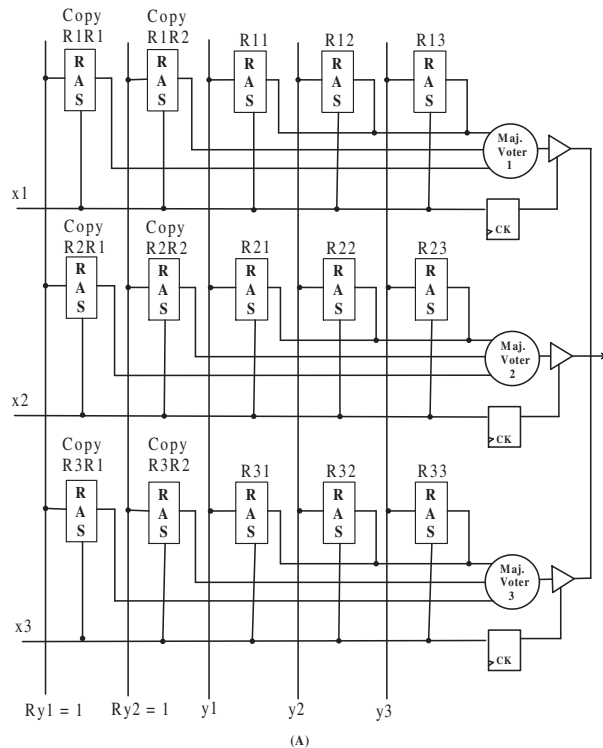 Copy Copy
R1R1 R1R2 R11 R12 R13
R R R R R
A A A A A
S S S S S
Maj.
Voter
1
x1
CK
Copy Copy
R2R1 R2R2 R21 R22 R23
R R R R R
A A A A A
S S S S S
Maj.
Voter
2
x2
CK
Copy Copy
R3R1 R3R2 R31 R32 R33
R R R R R
A A A A A
S S S S S
Maj.
Voter
3
x3
CK
Ry1 = 1 Ry2 = 1 y1 y2 y3
(A)